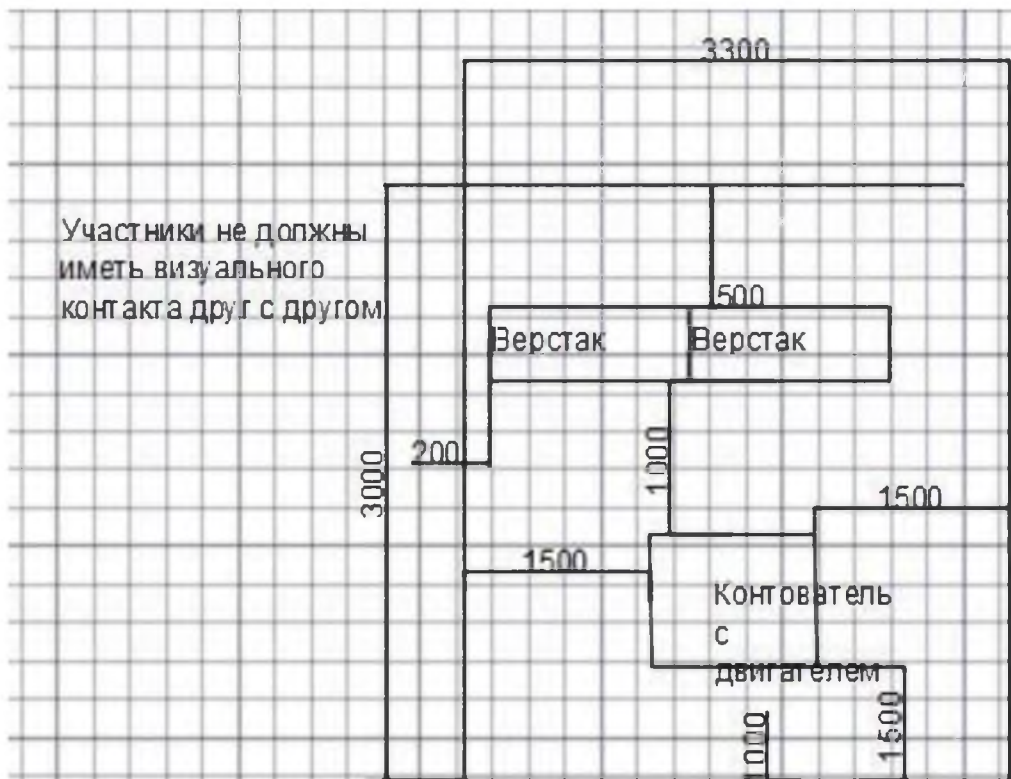 3300
Участники не должны
иметь визуального
контакта друг с другом
500
Верстак Верстак
200
3000
1000
1500
1500
Контователь
с
двигателем
1000
1500